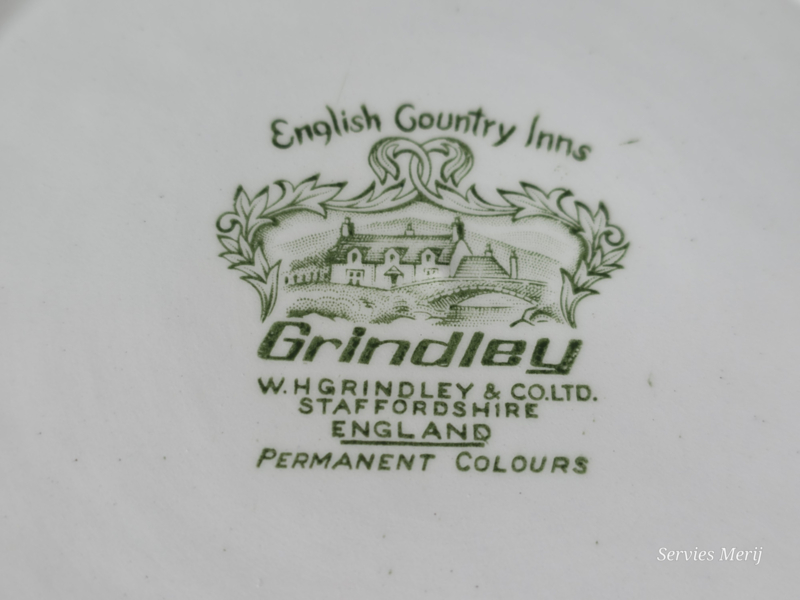 English Country Inns
Grindley
W.H GRINDLEY & CO.LTD.
STAFFORDSHIRE
ENGLAND
PERMANENT COLOURS
Servies Merij